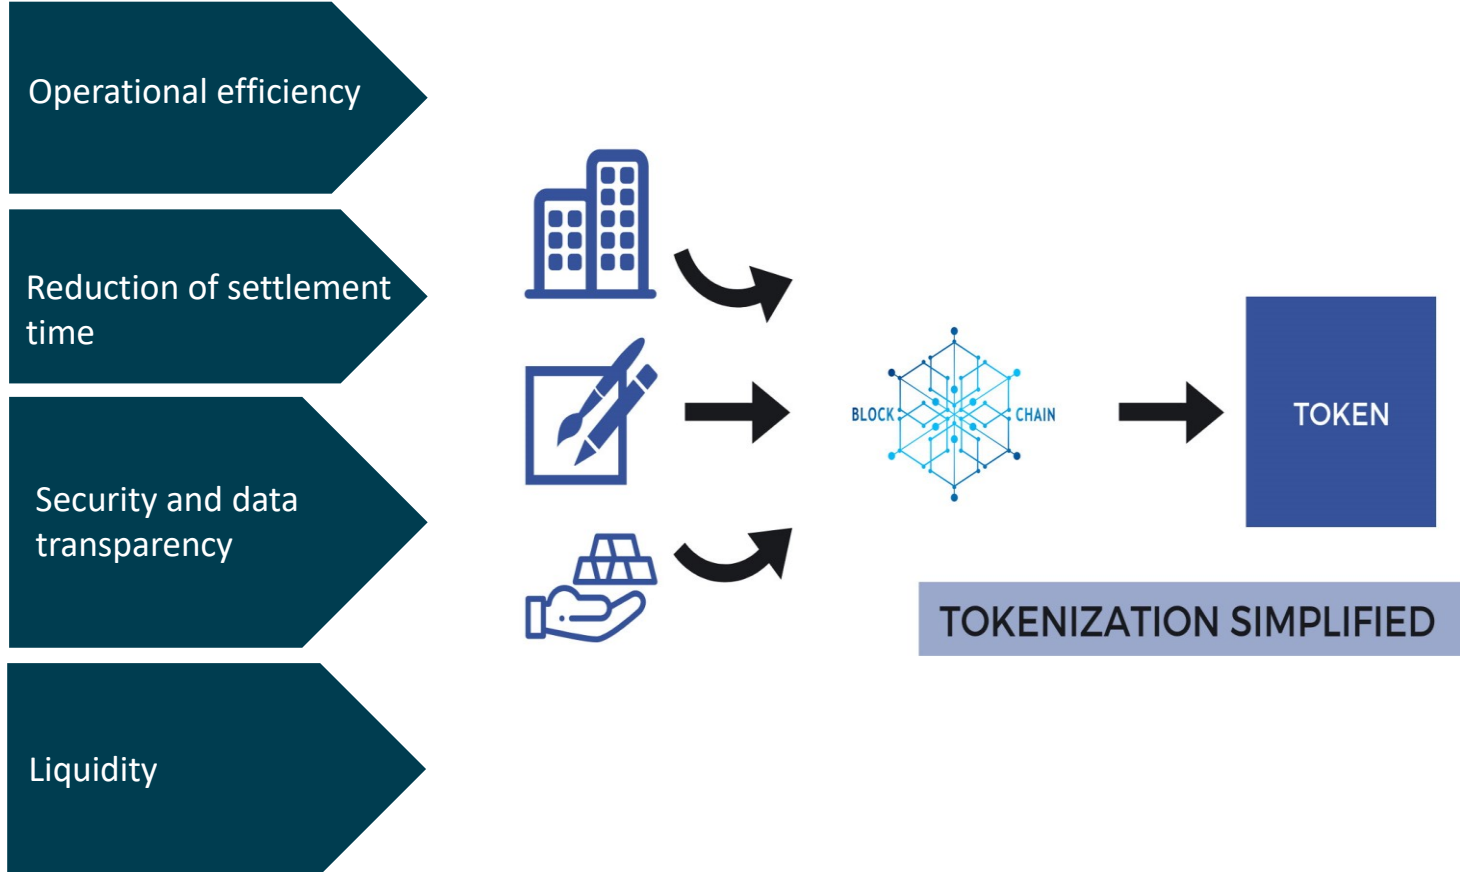 Operational efficiency
Reduction of settlement
time
Security and data
transparency
Liquidity
BLOCK CHAIN
TOKEN
TOKENIZATION SIMPLIFIED